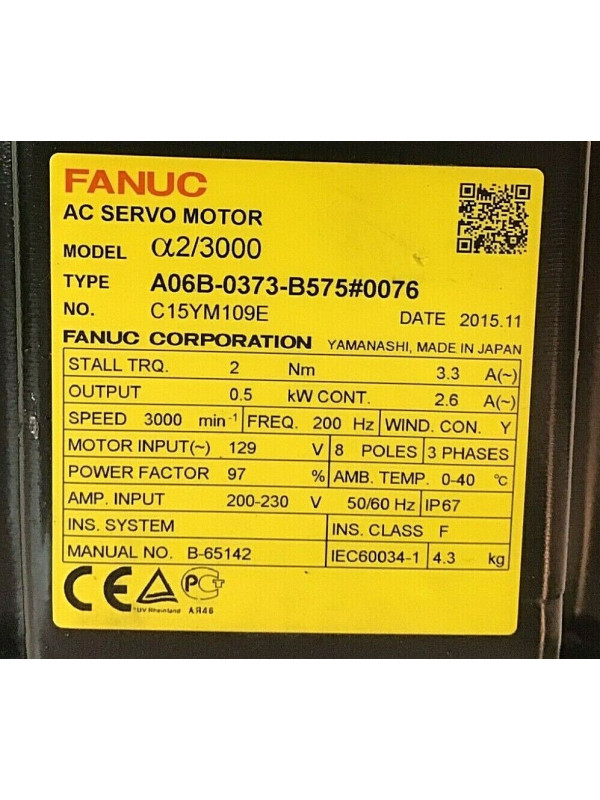 FANUC
AC SERVO MOTOR
MODEL α2/3000
TYPE A06B-0373-B575#0076
NO. C15YM109E DATE 2015.11
FANUC CORPORATION YAMANASHI, MADE IN JAPAN
STALL TRQ. 2 Nm 3.3 A(~)
OUTPUT 0.5 kW CONT. 2.6 A(~)
SPEED 3000 min⁻¹ FREQ. 200 Hz WIND. CON. Y
MOTOR INPUT(~) 129 V 8 POLES 3 PHASES
POWER FACTOR 97 % AMB. TEMP. 0-40 ℃
AMP. INPUT 200-230 V 50/60 Hz IP67
INS. SYSTEM INS. CLASS F
MANUAL NO. B-65142 IEC60034-1 4.3 kg
CE PCT
TÜV Rheinland АЯ46